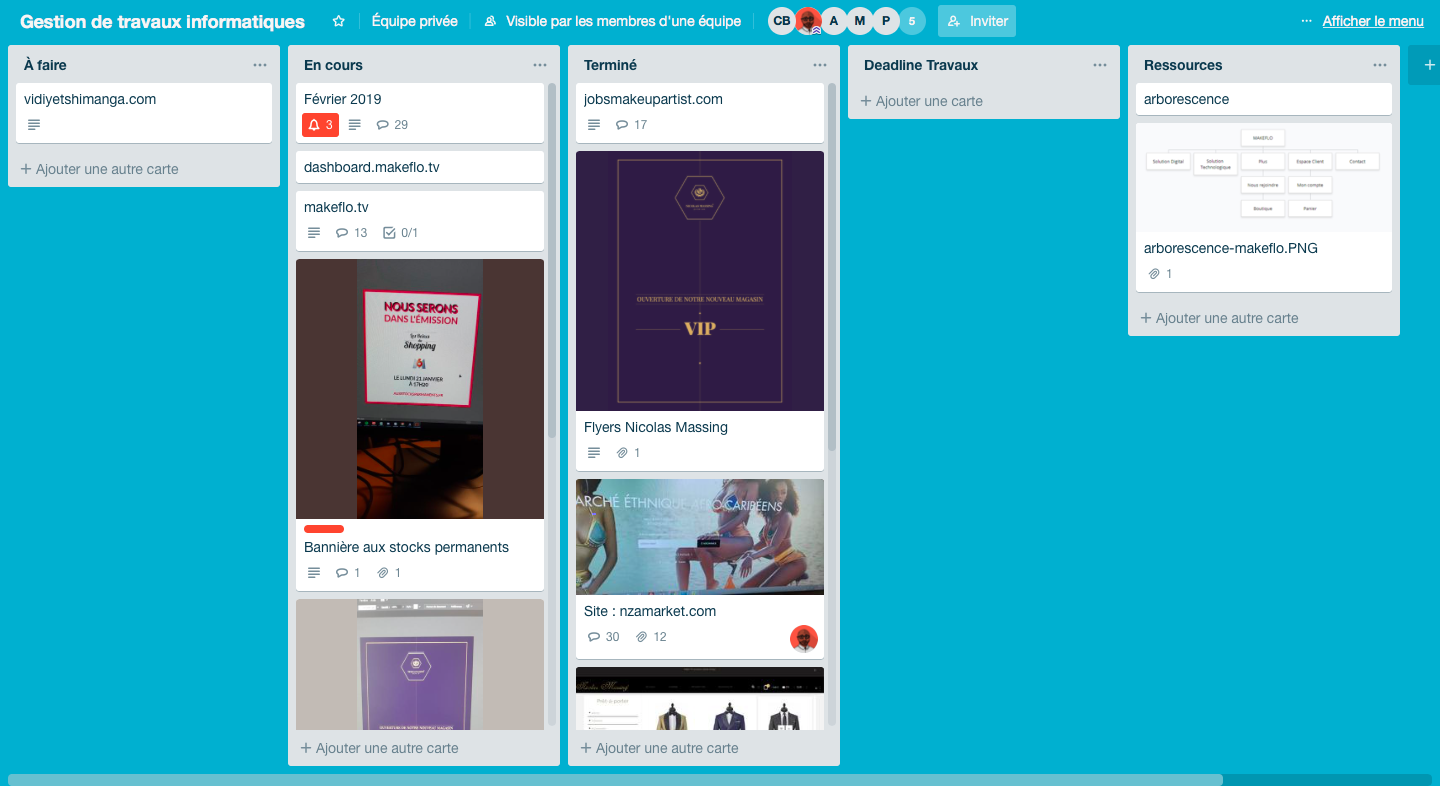 Gestion de travaux informatiques
Équipe privée
Visible par les membres d'une équipe
CB
A
M
P
5
Inviter
Afficher le menu
À faire
vidiyetshimanga.com
Ajouter une autre carte
En cours
Février 2019
3
29
dashboard.makeflo.tv
makeflo.tv
13
0/1
NOUS SERONS
DANS L'ÉMISSION
Shopping
LE LUNDI 21 JANVIER
À 17H20
Bannière aux stocks permanents
1
1
OUVERTURE DE NOTRE NOUVEAU MAGASIN
Ajouter une autre carte
Terminé
jobsmakeupartist.com
17
OUVERTURE DE NOTRE NOUVEAU MAGASIN
VIP
Flyers Nicolas Massing
1
ARCHÉ ÉTHNIQUE AFRO CARIBÉENS
Site : nzamarket.com
30
12
Prêt a porter
Ajouter une autre carte
Deadline Travaux
Ajouter une carte
Ressources
arborescence
MAKEFLO
Solution Digital
Solution
Technologique
Plus
Espace Client
Contact
Nous rejoindre
Mon compte
Boutique
Panier
arborescence-makeflo.PNG
1
Ajouter une autre carte